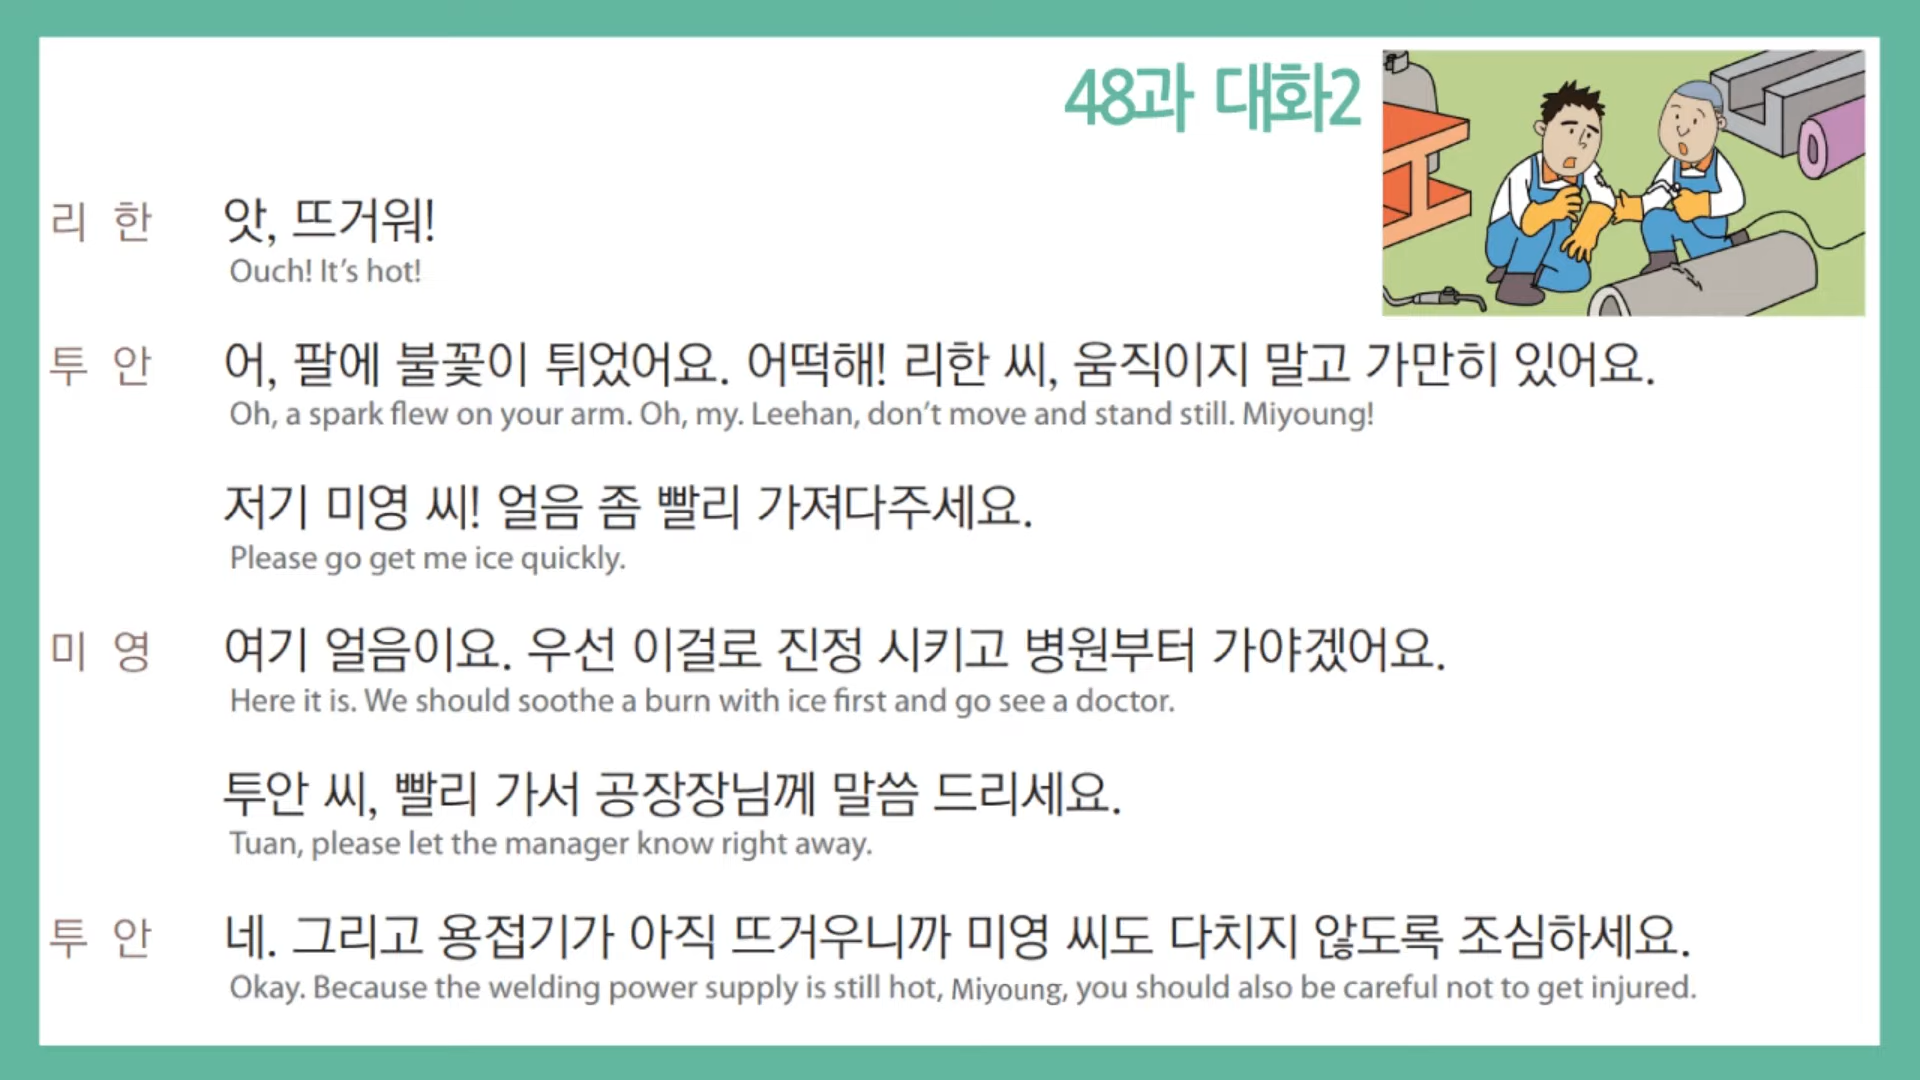 48과 대화2
리 한 앗, 뜨거워!
Ouch! It's hot!
투 안 어, 팔에 불꽃이 튀었어요. 어떡해! 리한 씨, 움직이지 말고 가만히 있어요.
Oh, a spark flew on your arm. Oh, my. Leehan, don't move and stand still. Miyoung!
저기 미영 씨! 얼음 좀 빨리 가져다주세요.
Please go get me ice quickly.
미 영 여기 얼음이요. 우선 이걸로 진정 시키고 병원부터 가야겠어요.
Here it is. We should soothe a burn with ice first and go see a doctor.
투안 씨, 빨리 가서 공장장님께 말씀 드리세요.
Tuan, please let the manager know right away.
투 안 네. 그리고 용접기가 아직 뜨거우니까 미영 씨도 다치지 않도록 조심하세요.
Okay. Because the welding power supply is still hot, Miyoung, you should also be careful not to get injured.